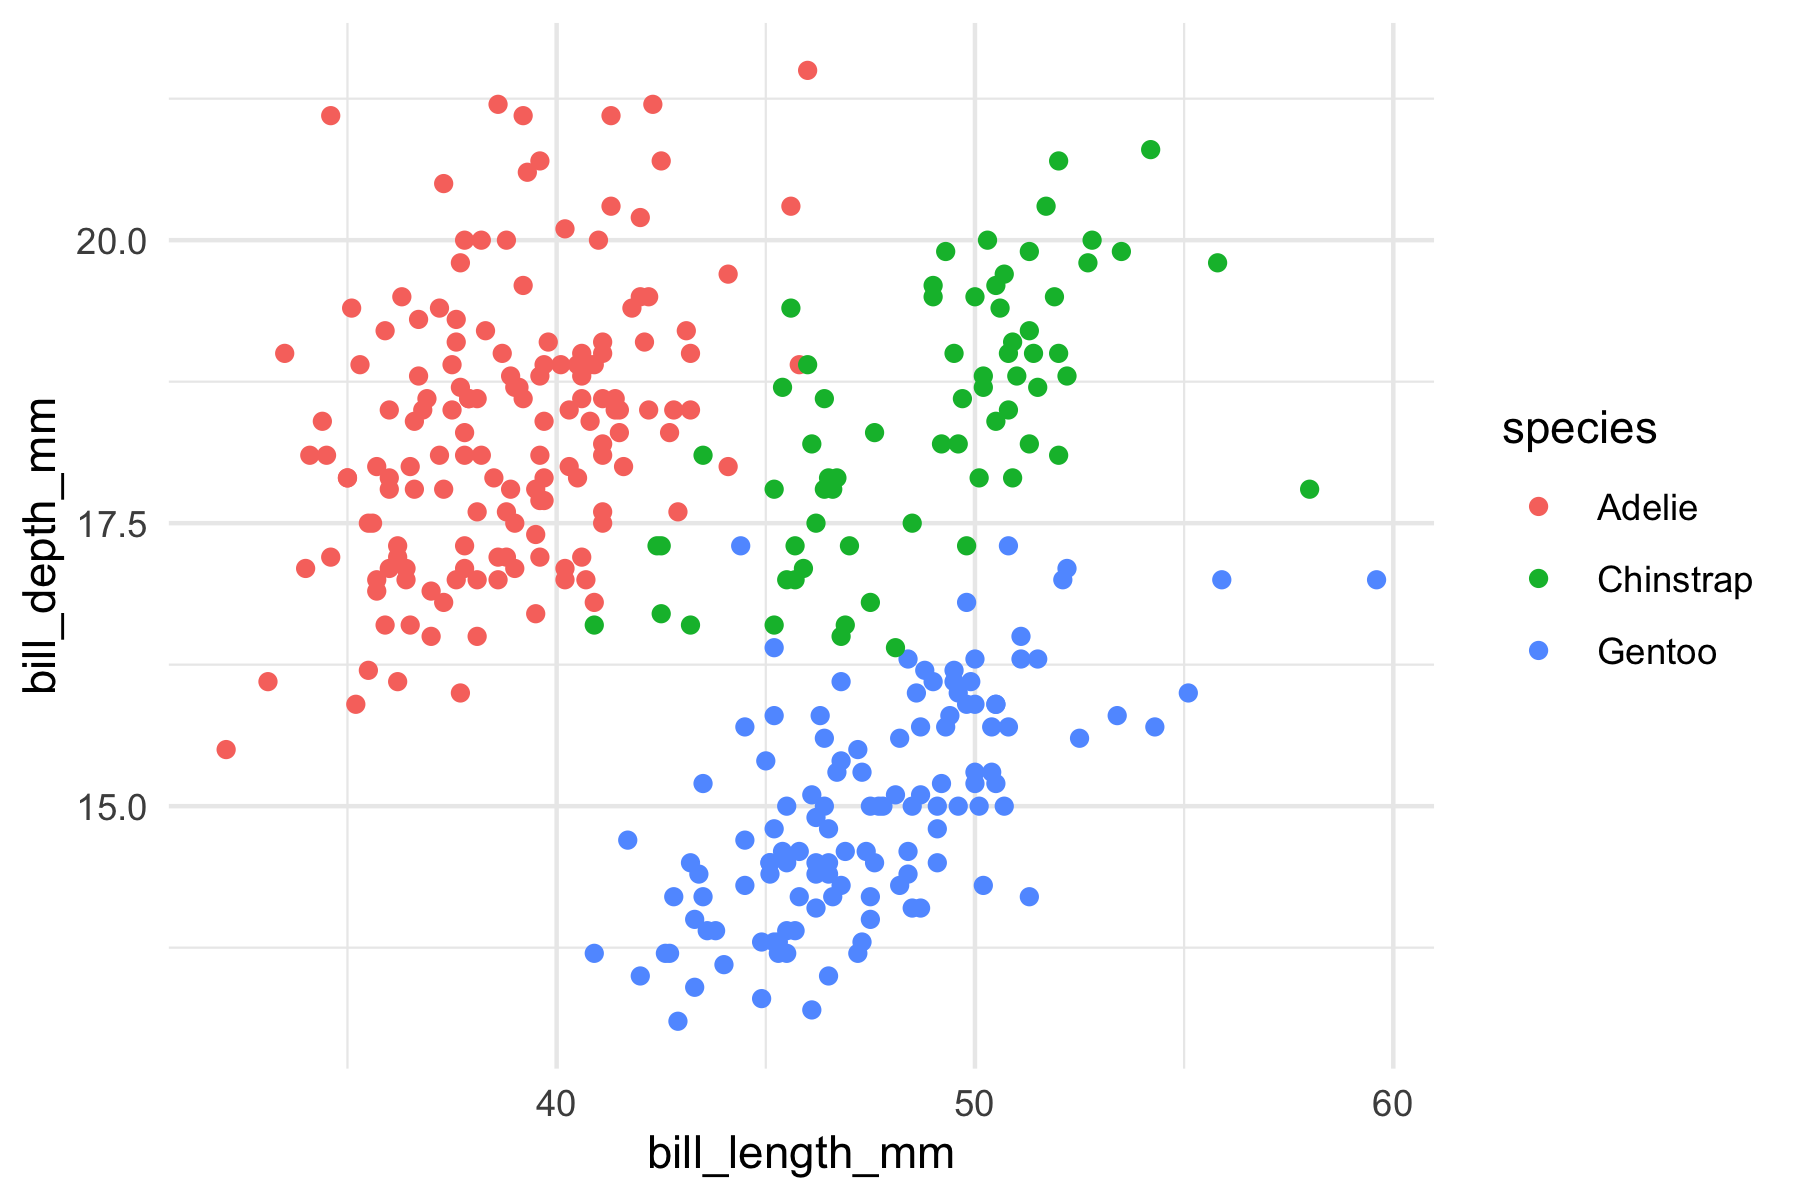 bill_depth_mm
20.0
17.5
15.0
40 50 60
bill_length_mm
species
Adelie
Chinstrap
Gentoo